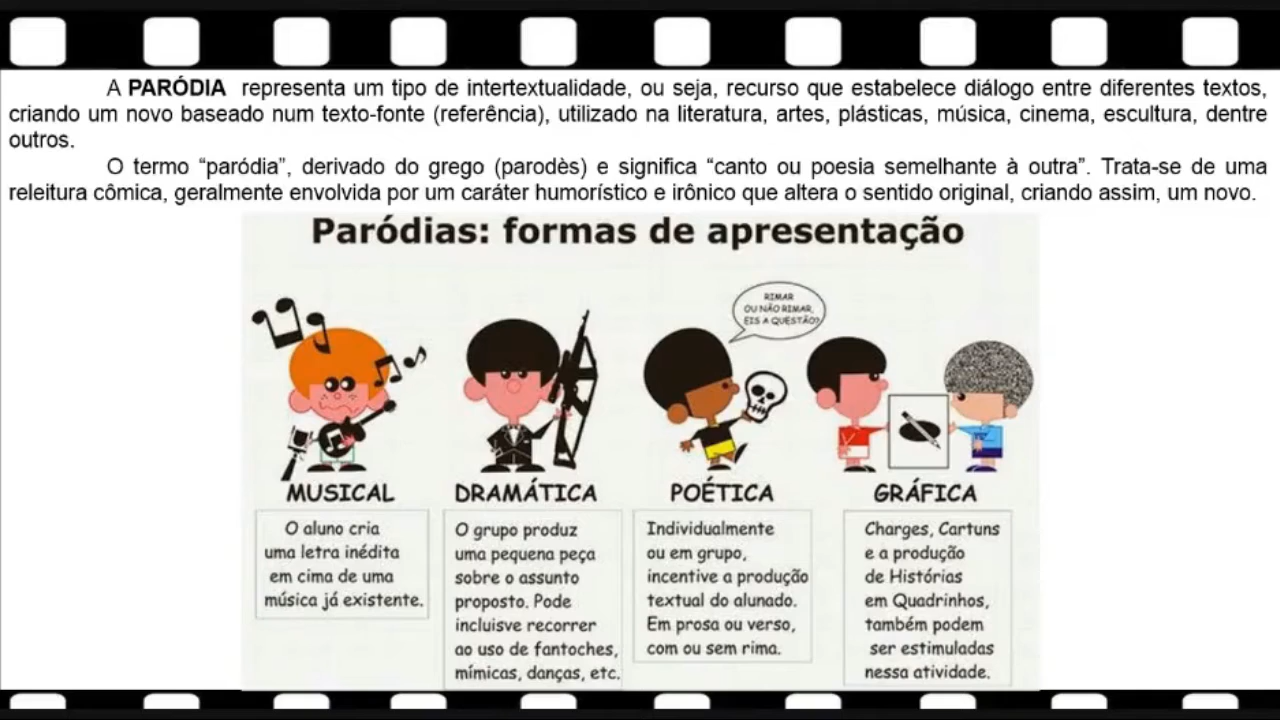 A PARÓDIA representa um tipo de intertextualidade, ou seja, recurso que estabelece diálogo entre diferentes textos,
criando um novo baseado num texto-fonte (referência), utilizado na literatura, artes, plásticas, música, cinema, escultura, dentre
outros.
O termo “paródia”, derivado do grego (parodès) e significa “canto ou poesia semelhante à outra”. Trata-se de uma
releitura cômica, geralmente envolvida por um caráter humorístico e irônico que altera o sentido original, criando assim, um novo.
Paródias: formas de apresentação
RIMAR
OU NÃO RIMAR,
EIS A QUESTÃO?
MUSICAL
O aluno cria
uma letra inédita
em cima de uma
música já existente.
DRAMÁTICA
O grupo produz
uma pequena peça
sobre o assunto
proposto. Pode
incluisve recorrer
ao uso de fantoches,
mímicas, danças, etc.
POÉTICA
Individualmente
ou em grupo,
incentive a produção
textual do alunado.
Em prosa ou verso,
com ou sem rima.
GRÁFICA
Charges, Cartuns
e a produção
de Histórias
em Quadrinhos,
também podem
ser estimuladas
nessa atividade.